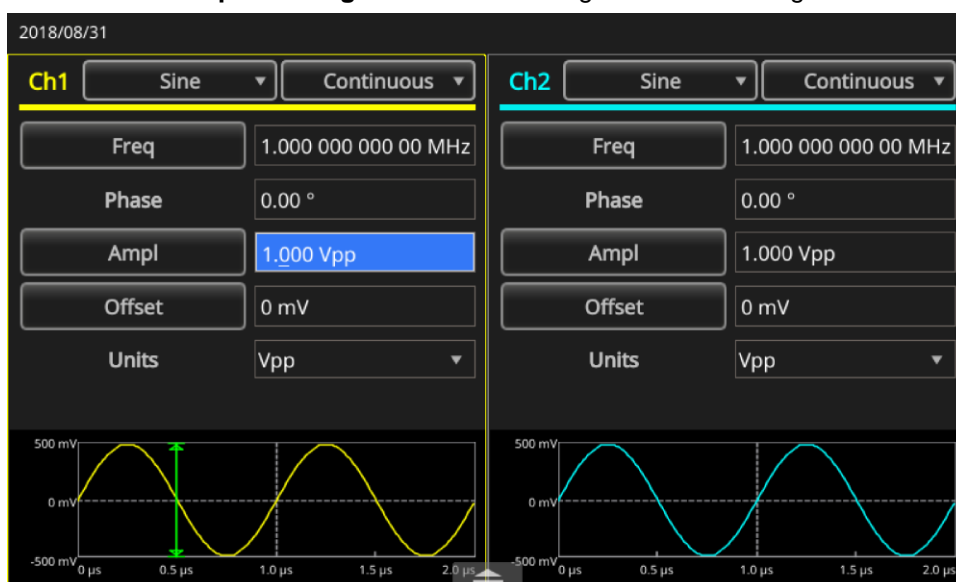 2018/08/31
Ch1 Sine Continuous
Freq 1.000 000 000 00 MHz
Phase 0.00 °
Ampl 1.000 Vpp
Offset 0 mV
Units Vpp
500 mV
0 mV
-500 mV
0 µs 0.5 µs 1.0 µs 1.5 µs 2.0 µs
Ch2 Sine Continuous
Freq 1.000 000 000 00 MHz
Phase 0.00 °
Ampl 1.000 Vpp
Offset 0 mV
Units Vpp
500 mV
0 mV
-500 mV
0 µs 0.5 µs 1.0 µs 1.5 µs 2.0 µs